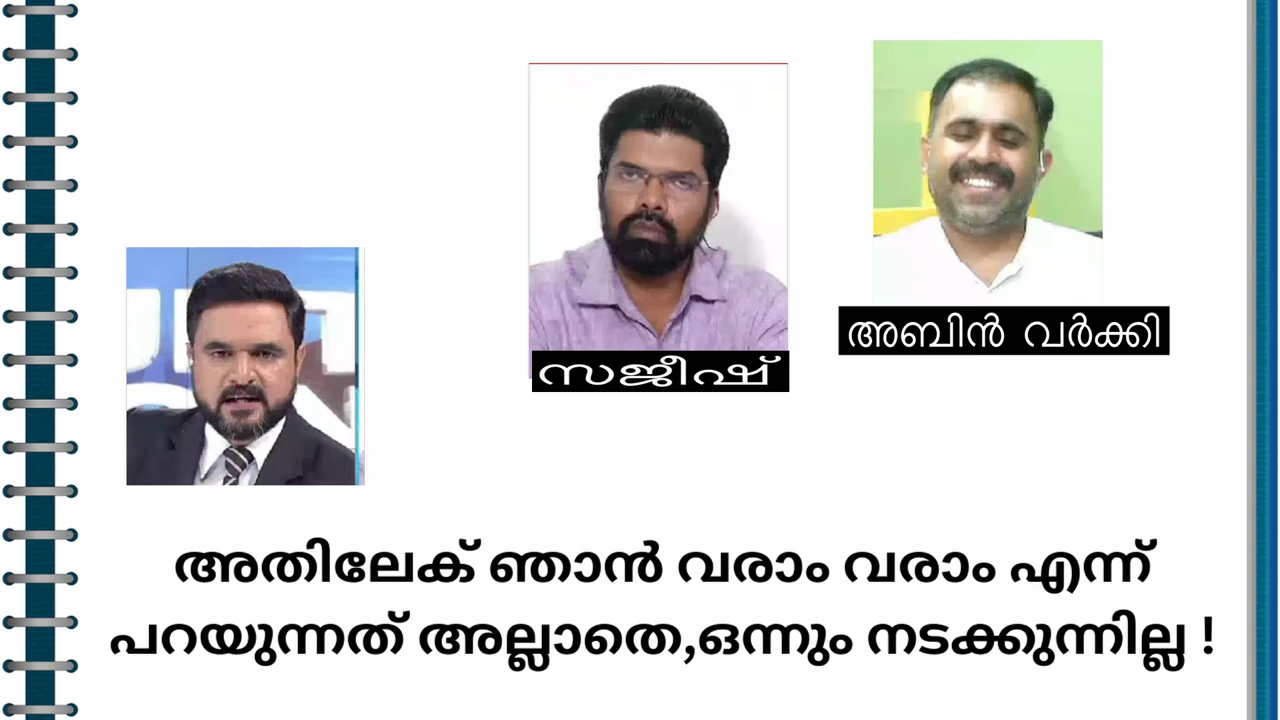 അബിൻ വർക്കി
സജീഷ്
അതിലേക് ഞാൻ വരാം വരാം എന്ന്
പറയുന്നത് അല്ലാതെ,ഒന്നും നടക്കുന്നില്ല !